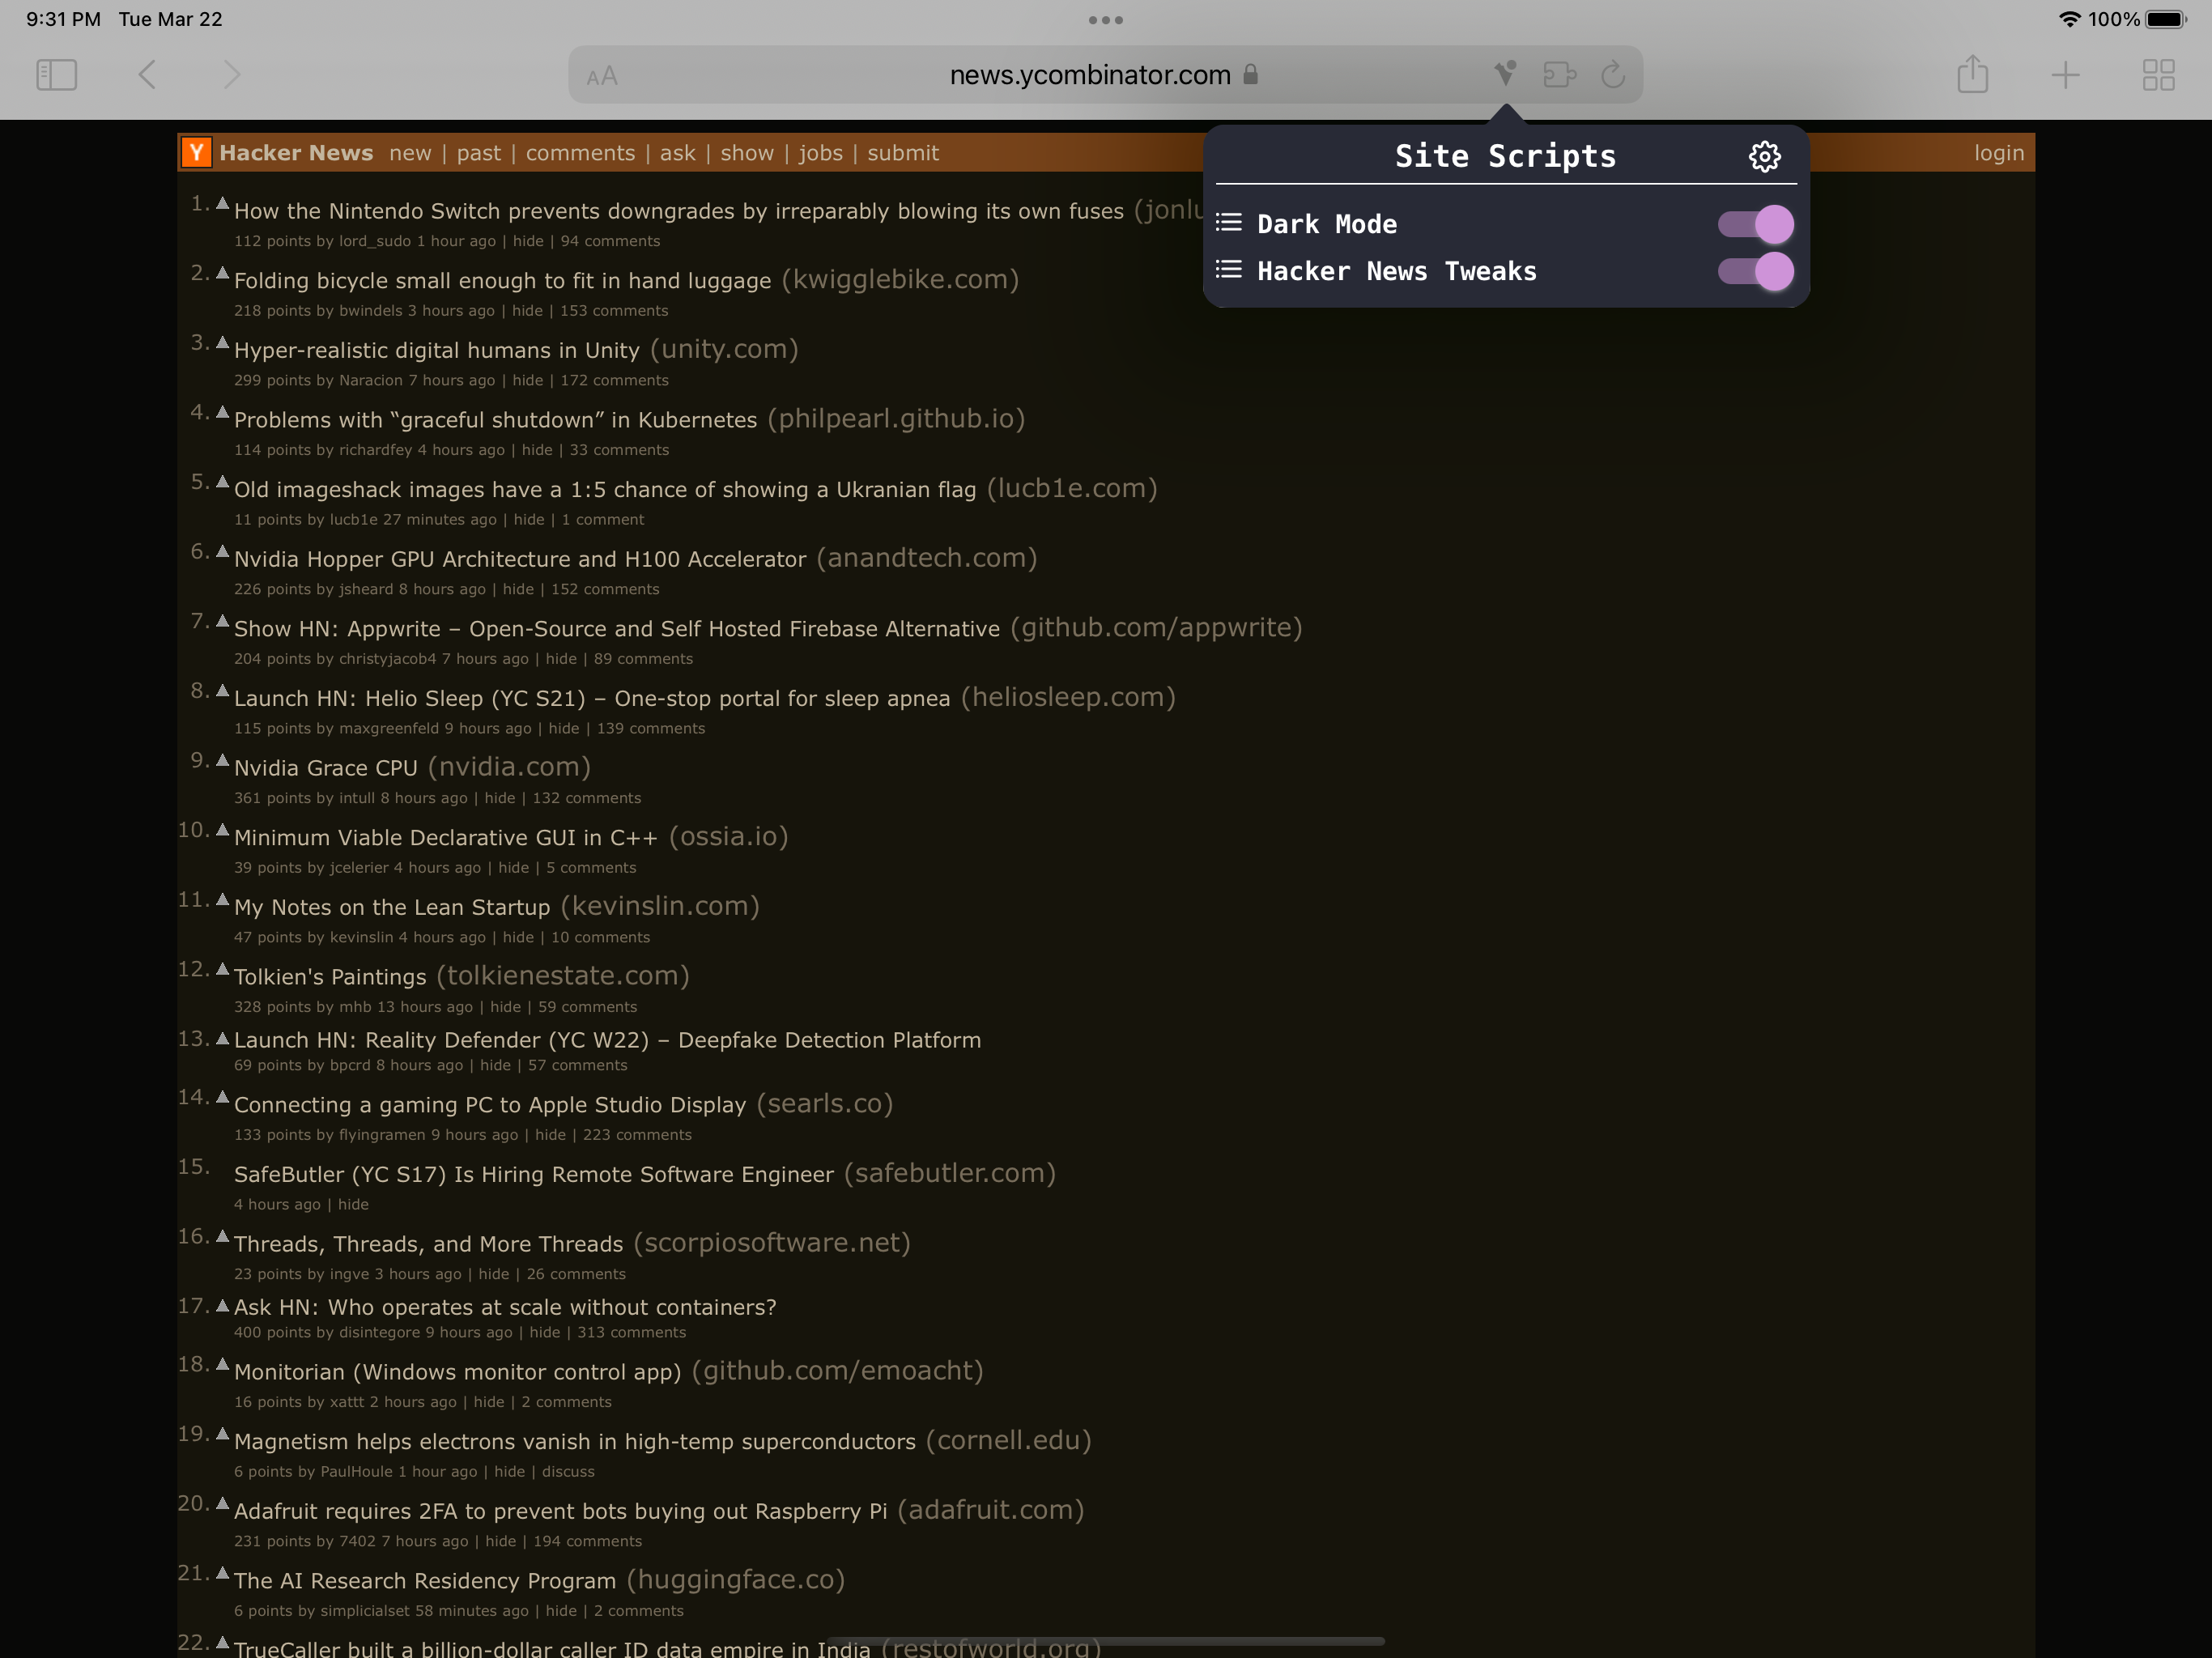 9:31 PM Tue Mar 22
100%
AA
news.ycombinator.com
Y Hacker News new | past | comments | ask | show | jobs | submit
login
Site Scripts
Dark Mode
Hacker News Tweaks
1. How the Nintendo Switch prevents downgrades by irreparably blowing its own fuses (jonlu
112 points by lord_sudo 1 hour ago | hide | 94 comments
2. Folding bicycle small enough to fit in hand luggage (kwigglebike.com)
218 points by bwindels 3 hours ago | hide | 153 comments
3. Hyper-realistic digital humans in Unity (unity.com)
299 points by Naracion 7 hours ago | hide | 172 comments
4. Problems with “graceful shutdown” in Kubernetes (philpearl.github.io)
114 points by richardfey 4 hours ago | hide | 33 comments
5. Old imageshack images have a 1:5 chance of showing a Ukranian flag (lucb1e.com)
11 points by lucb1e 27 minutes ago | hide | 1 comment
6. Nvidia Hopper GPU Architecture and H100 Accelerator (anandtech.com)
226 points by jsheard 8 hours ago | hide | 152 comments
7. Show HN: Appwrite – Open-Source and Self Hosted Firebase Alternative (github.com/appwrite)
204 points by christyjacob4 7 hours ago | hide | 89 comments
8. Launch HN: Helio Sleep (YC S21) – One-stop portal for sleep apnea (heliosleep.com)
115 points by maxgreenfeld 9 hours ago | hide | 139 comments
9. Nvidia Grace CPU (nvidia.com)
361 points by intull 8 hours ago | hide | 132 comments
10. Minimum Viable Declarative GUI in C++ (ossia.io)
39 points by jcelerier 4 hours ago | hide | 5 comments
11. My Notes on the Lean Startup (kevinslin.com)
47 points by kevinslin 4 hours ago | hide | 10 comments
12. Tolkien's Paintings (tolkienestate.com)
328 points by mhb 13 hours ago | hide | 59 comments
13. Launch HN: Reality Defender (YC W22) – Deepfake Detection Platform
69 points by bpcrd 8 hours ago | hide | 57 comments
14. Connecting a gaming PC to Apple Studio Display (searls.co)
133 points by flyingramen 9 hours ago | hide | 223 comments
15. SafeButler (YC S17) Is Hiring Remote Software Engineer (safebutler.com)
4 hours ago | hide
16. Threads, Threads, and More Threads (scorpiosoftware.net)
23 points by ingve 3 hours ago | hide | 26 comments
17. Ask HN: Who operates at scale without containers?
400 points by disintegore 9 hours ago | hide | 313 comments
18. Monitorian (Windows monitor control app) (github.com/emoacht)
16 points by xattt 2 hours ago | hide | 2 comments
19. Magnetism helps electrons vanish in high-temp superconductors (cornell.edu)
6 points by PaulHoule 1 hour ago | hide | discuss
20. Adafruit requires 2FA to prevent bots buying out Raspberry Pi (adafruit.com)
231 points by 7402 7 hours ago | hide | 194 comments
21. The AI Research Residency Program (huggingface.co)
6 points by simplicialset 58 minutes ago | hide | 2 comments
22. TrueCaller built a billion-dollar caller ID data empire in India (restofworld.org)